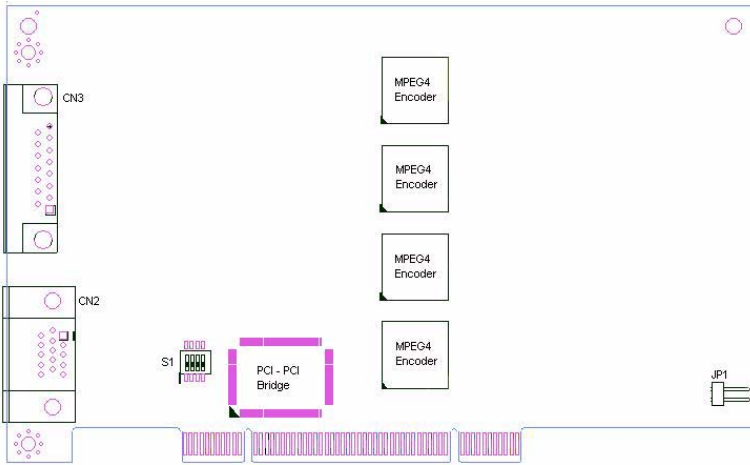 MPEG4
Encoder
CN3
MPEG4
Encoder
MPEG4
Encoder
CN2
MPEG4
Encoder
S1
PCI - PCI
Bridge
JP1